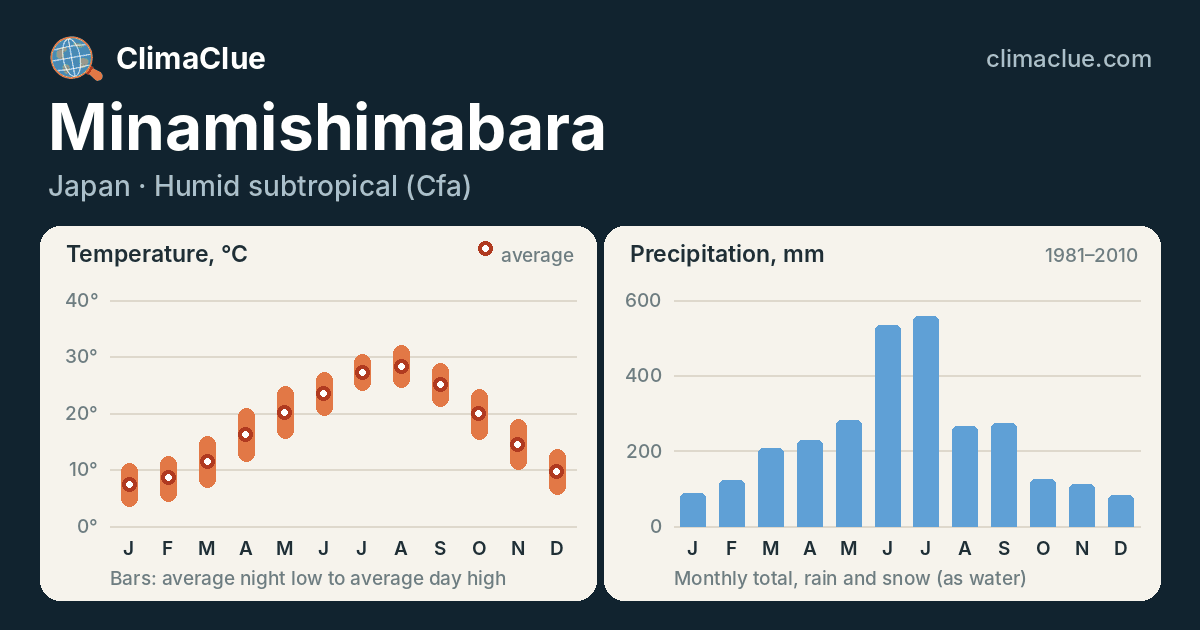 ClimaClue
climaclue.com
Minamishimabara
Japan · Humid subtropical (Cfa)
Temperature, °C
average
40°
30°
20°
10°
0°
J F M A M J J A S O N D
Bars: average night low to average day high
Precipitation, mm
1981–2010
600
400
200
0
J F M A M J J A S O N D
Monthly total, rain and snow (as water)